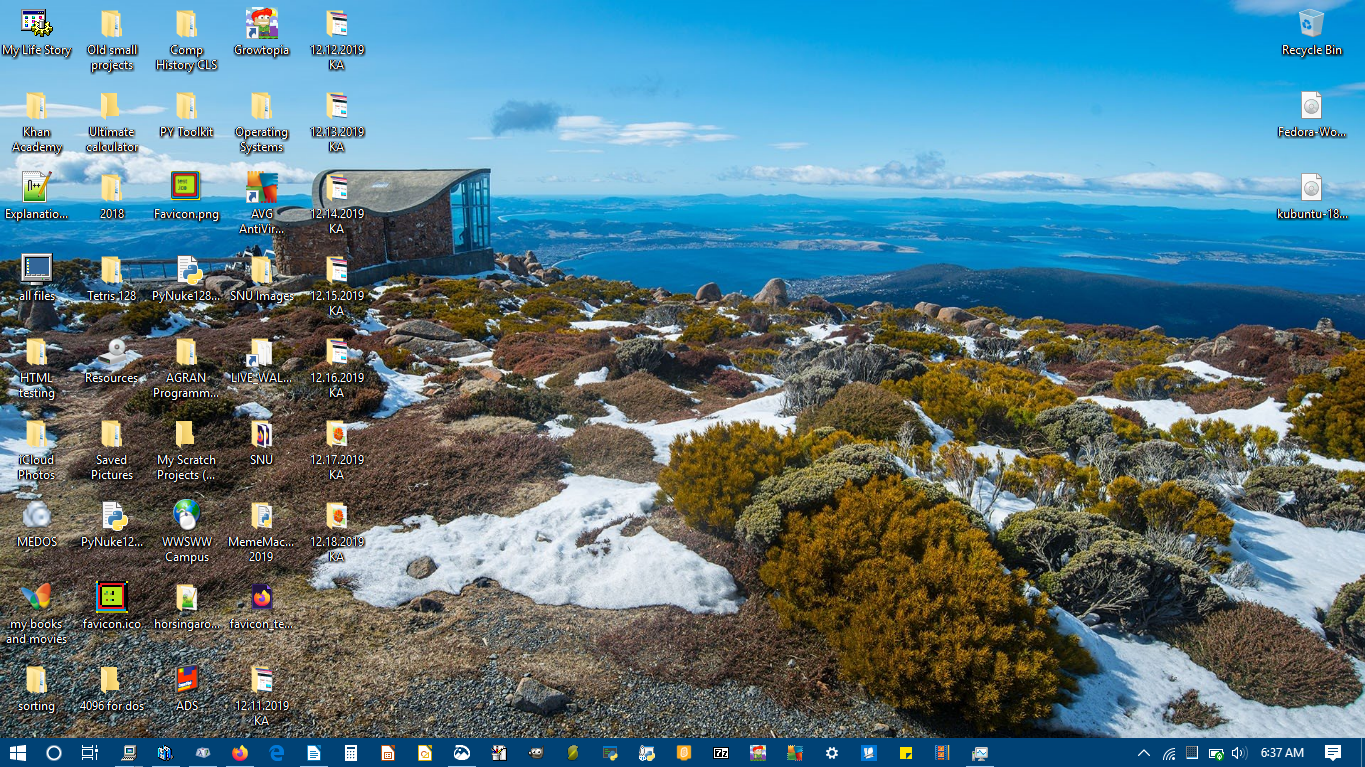 My Life Story
Old small
projects
Comp
History CLS
Growtopia
12.12.2019
KA
Recycle Bin
Khan
Academy
Ultimate
calculator
PY Toolkit
Operating
Systems
12.13.2019
KA
Fedora-Wo...
Explanatio...
2018
Favicon.png
AVG
AntiVir...
12.14.2019
KA
kubuntu-18...
all files
Tetris 128
PyNuke128...
SNU Images
12.15.2019
KA
HTML
testing
Resources
AGRAN
Programm...
LIVE_WAL...
12.16.2019
KA
iCloud
Photos
Saved
Pictures
My Scratch
Projects (...
SNU
12.17.2019
KA
MEDOS
PyNuke12...
WWSWW
Campus
MemeMac...
2019
12.18.2019
KA
my books
and movies
favicon.ico
horsingaro...
favicon_te...
sorting
4096 for dos
ADS
12.11.2019
KA
6:37 AM